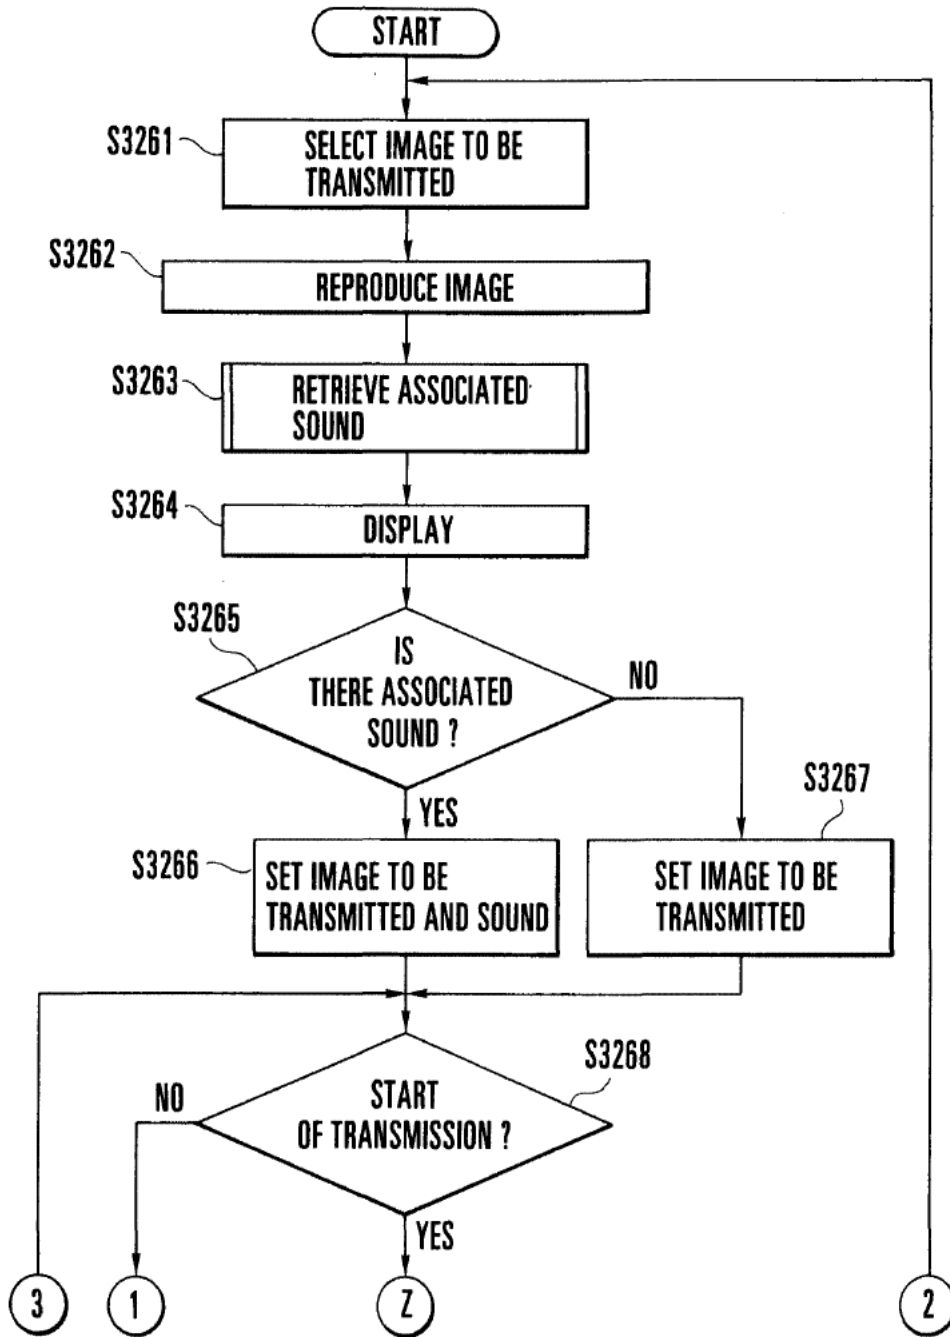 START
S3261
SELECT IMAGE TO BE
TRANSMITTED
S3262
REPRODUCE IMAGE
S3263
RETRIEVE ASSOCIATED
SOUND
S3264
DISPLAY
S3265
IS
THERE ASSOCIATED
SOUND ?
NO
YES
S3266
SET IMAGE TO BE
TRANSMITTED AND SOUND
S3267
SET IMAGE TO BE
TRANSMITTED
S3268
START
OF TRANSMISSION ?
NO
YES
3
1
Z
2